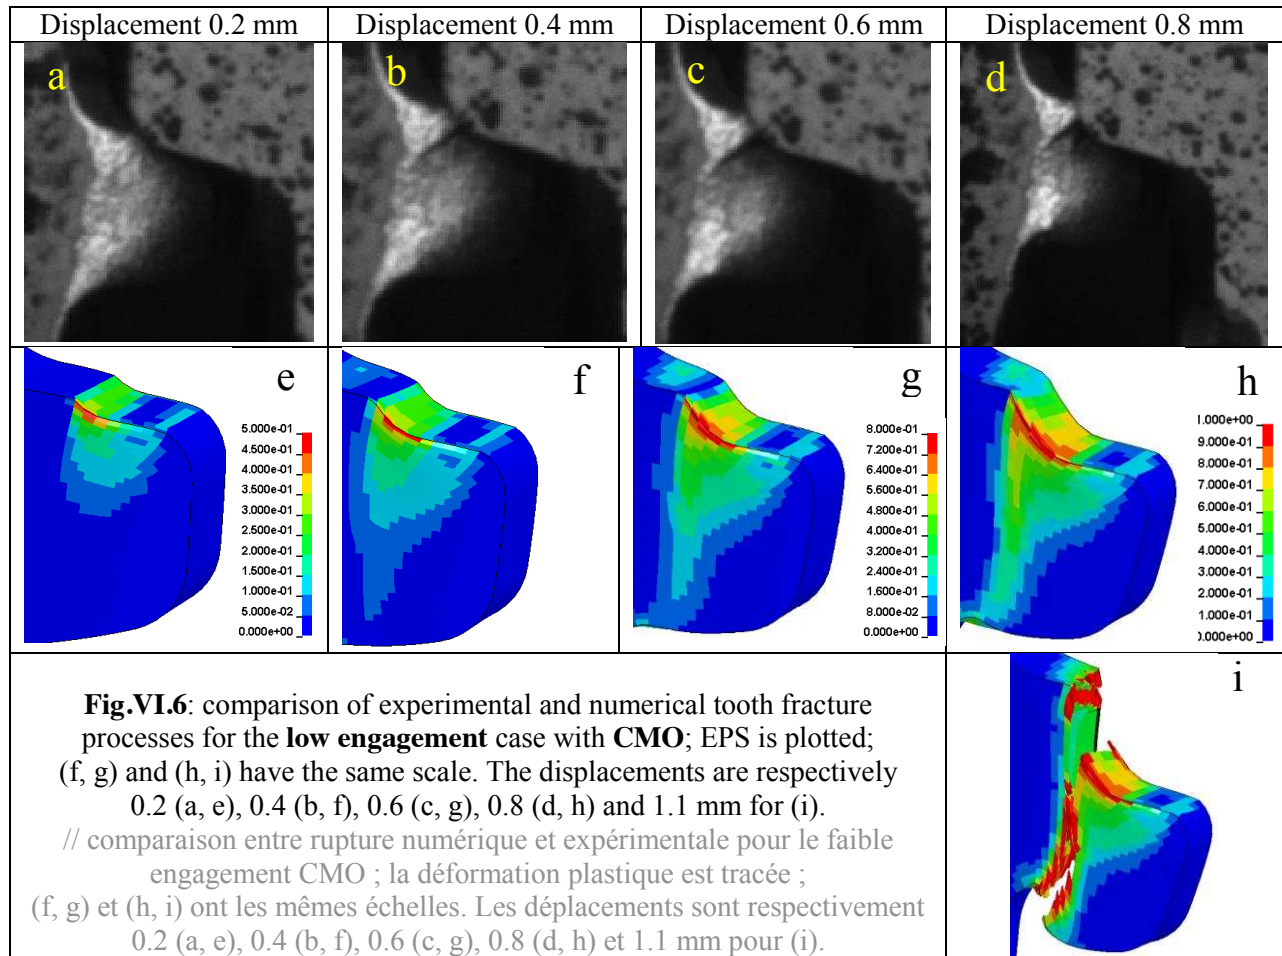 Displacement 0.2 mm
Displacement 0.4 mm
Displacement 0.6 mm
Displacement 0.8 mm
a
b
c
d
e
5.000e-01
4.500e-01
4.000e-01
3.500e-01
3.000e-01
2.500e-01
2.000e-01
1.500e-01
1.000e-01
5.000e-02
0.000e+00
f
g
8.000e-01
7.200e-01
6.400e-01
5.600e-01
4.800e-01
4.000e-01
3.200e-01
2.400e-01
1.600e-01
8.000e-02
0.000e+00
h
1.000e+00
9.000e-01
8.000e-01
7.000e-01
6.000e-01
5.000e-01
4.000e-01
3.000e-01
2.000e-01
1.000e-01
).000e+00
i
Fig.VI.6: comparison of experimental and numerical tooth fracture
processes for the low engagement case with CMO; EPS is plotted;
(f, g) and (h, i) have the same scale. The displacements are respectively
0.2 (a, e), 0.4 (b, f), 0.6 (c, g), 0.8 (d, h) and 1.1 mm for (i).
// comparaison entre rupture numérique et expérimentale pour le faible
engagement CMO ; la déformation plastique est tracée ;
(f, g) et (h, i) ont les mêmes échelles. Les déplacements sont respectivement
0.2 (a, e), 0.4 (b, f), 0.6 (c, g), 0.8 (d, h) et 1.1 mm pour (i).